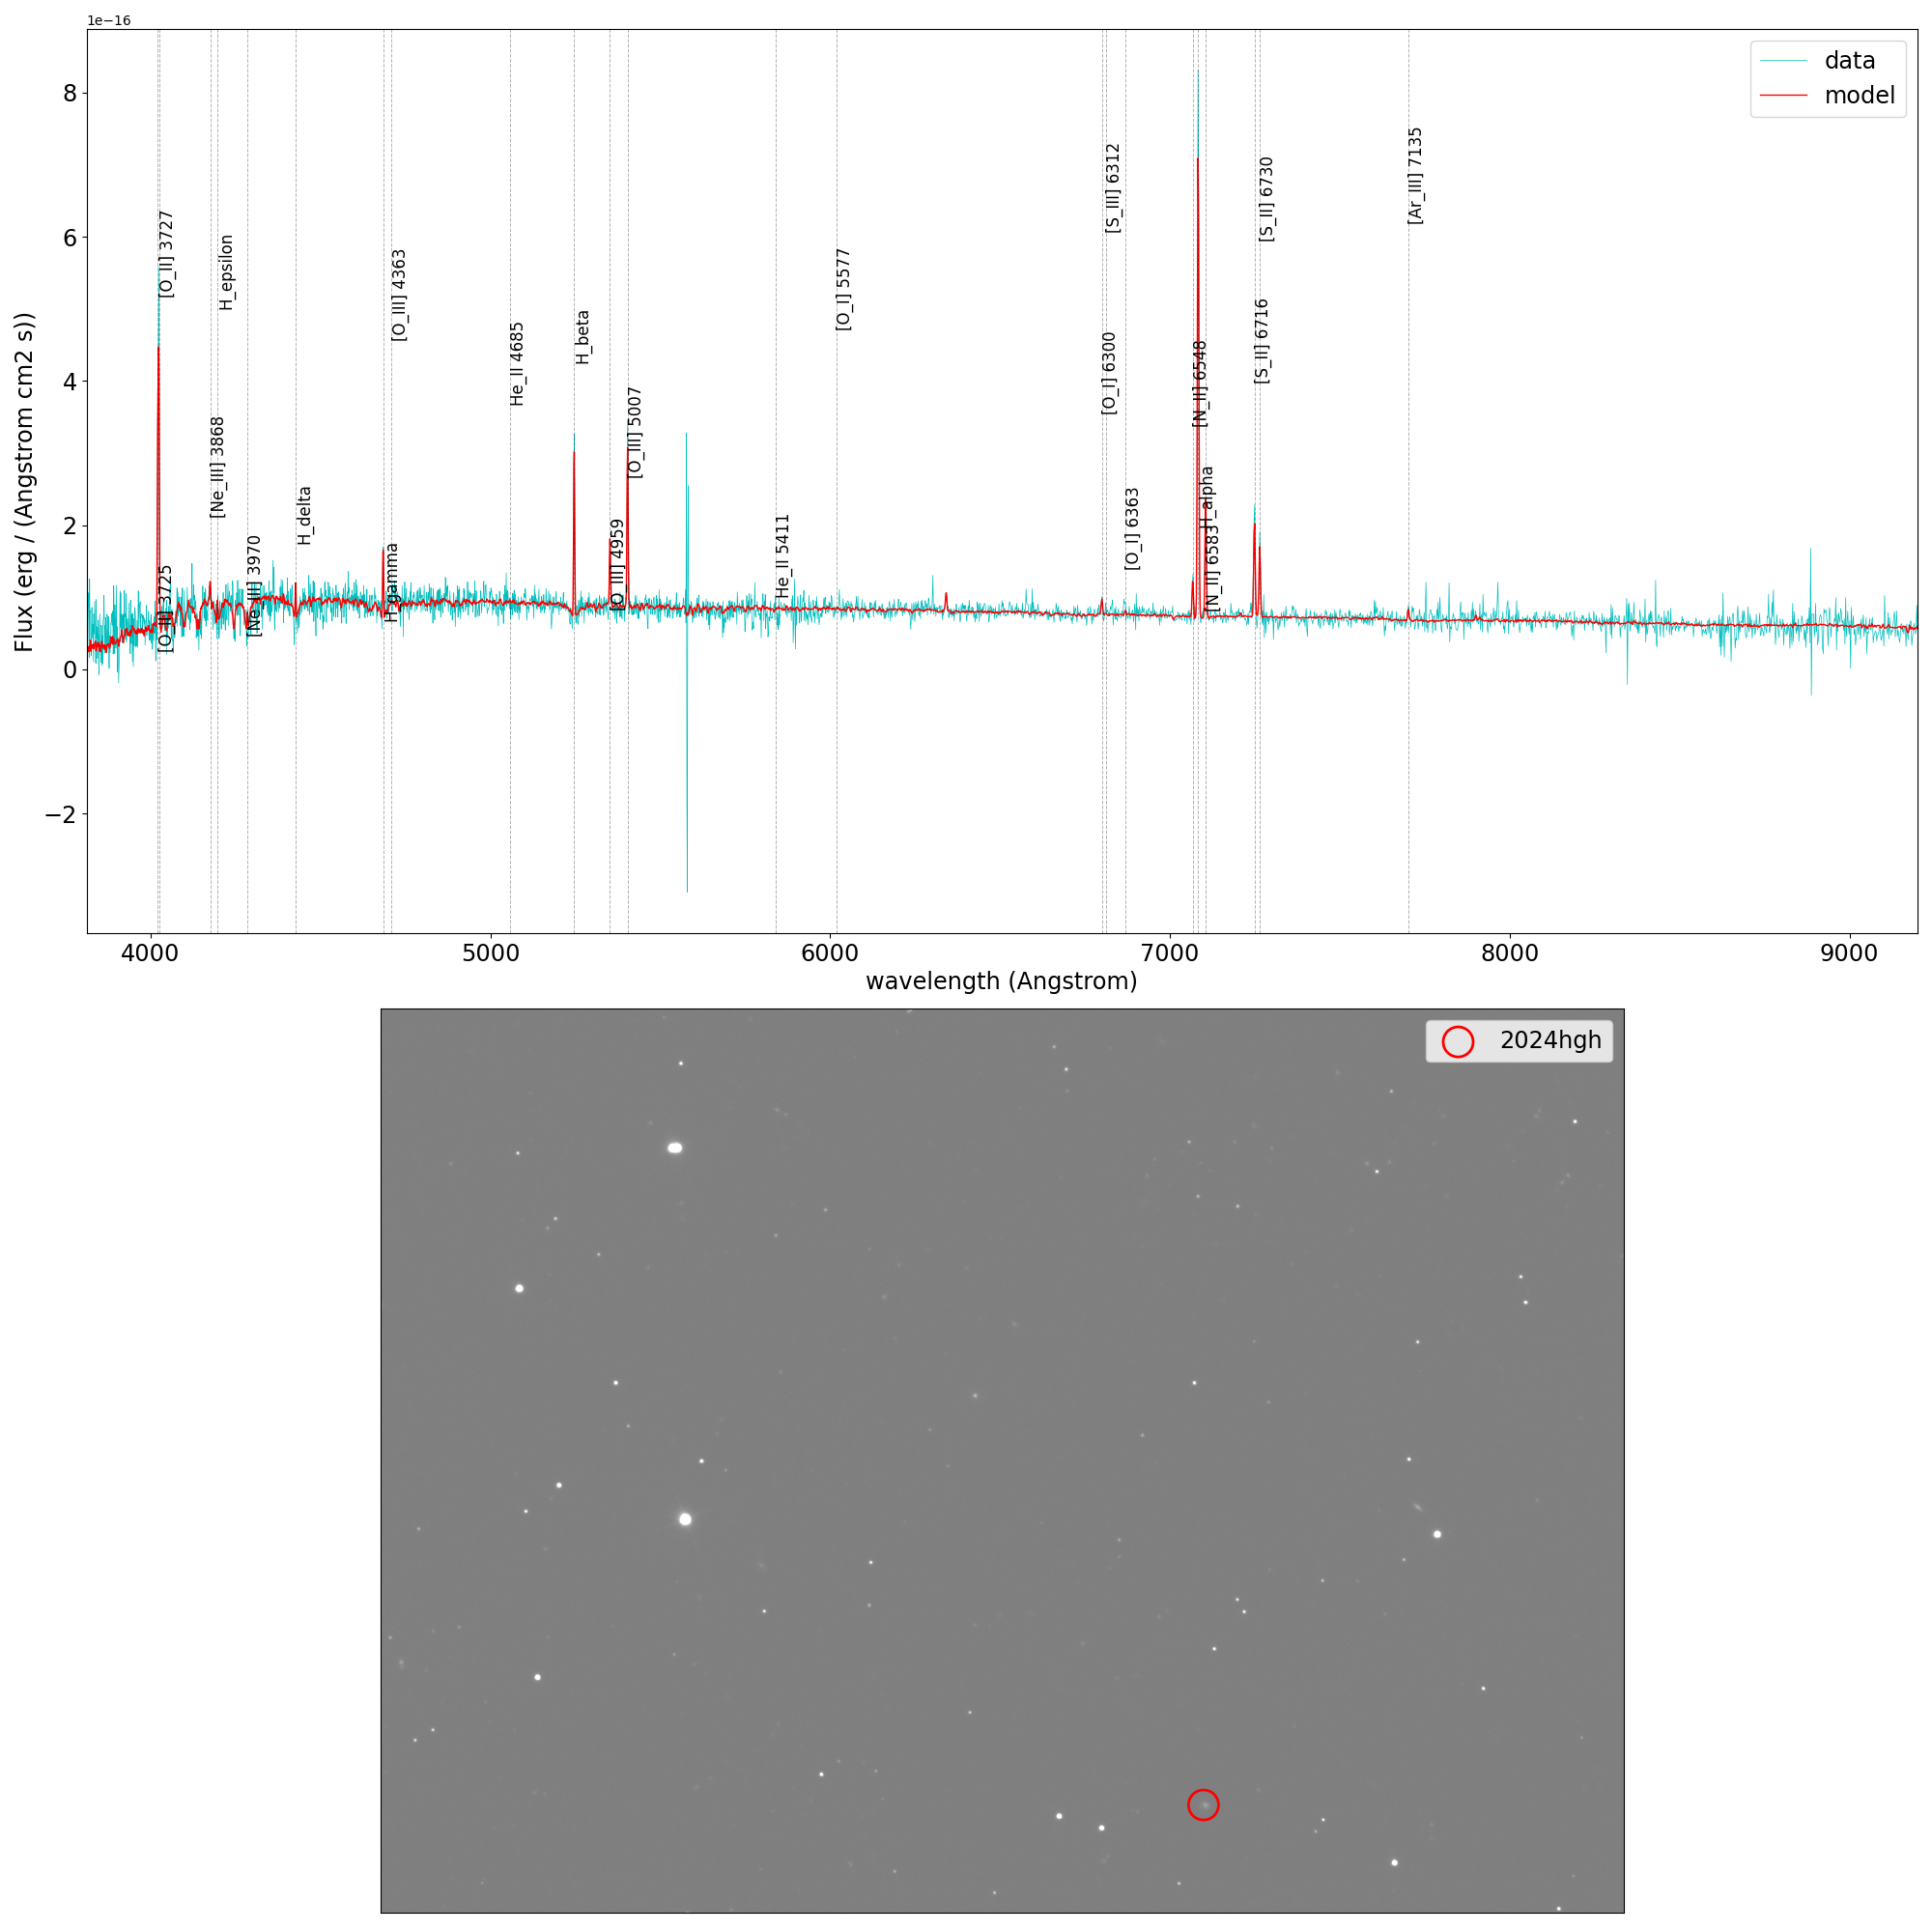 1e−16
data
model
8
6
4
2
0
−2
Flux (erg / (Angstrom cm2 s))
[O_II] 3727
[O_II] 3725
[Ne_III] 3868
H_epsilon
[Ne_III] 3970
H_delta
H_gamma
[O_III] 4363
He_II 4685
H_beta
[O_III] 4959
[O_III] 5007
He_II 5411
[O_I] 5577
[O_I] 6300
[S_III] 6312
[O_I] 6363
[N_II] 6548
H_alpha
[N_II] 6583
[S_II] 6716
[S_II] 6730
[Ar_III] 7135
4000
5000
6000
7000
8000
9000
wavelength (Angstrom)
2024hgh